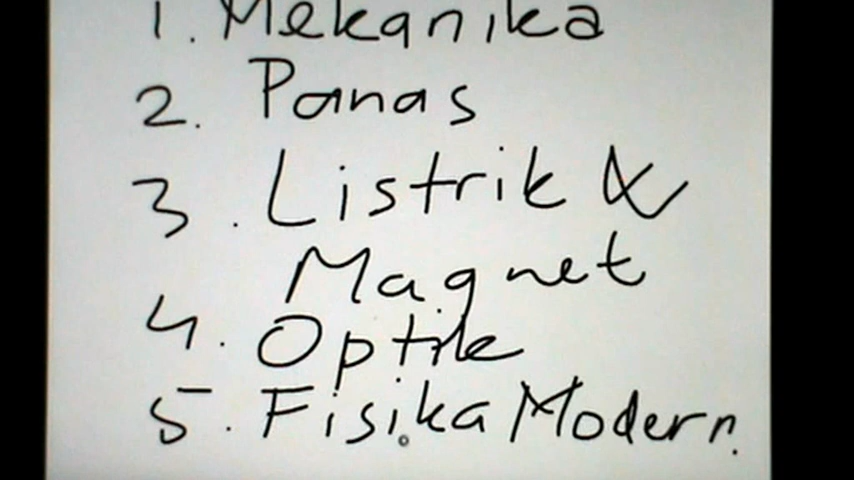 1. Mekanika
2. Panas
3. Listrik &
Magnet
4. Optik
5. Fisika Modern.